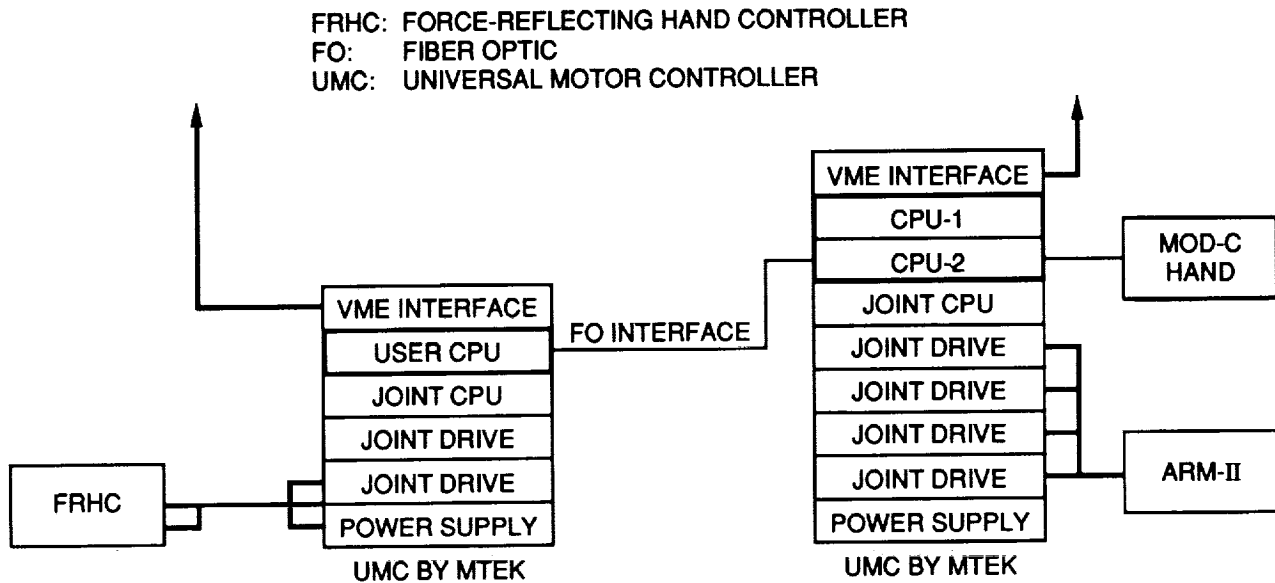 FRHC: FORCE-REFLECTING HAND CONTROLLER
FO: FIBER OPTIC
UMC: UNIVERSAL MOTOR CONTROLLER
VME INTERFACE
USER CPU
JOINT CPU
JOINT DRIVE
JOINT DRIVE
POWER SUPPLY
UMC BY MTEK
FRHC
FO INTERFACE
VME INTERFACE
CPU-1
CPU-2
JOINT CPU
JOINT DRIVE
JOINT DRIVE
JOINT DRIVE
JOINT DRIVE
POWER SUPPLY
UMC BY MTEK
MOD-C
HAND
ARM-II